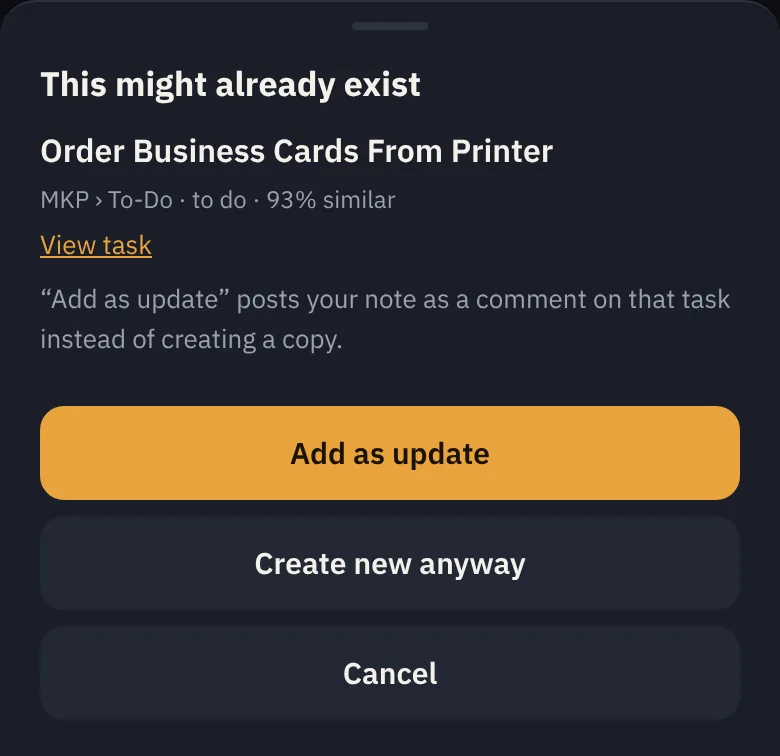 This might already exist
Order Business Cards From Printer
MKP › To-Do · to do · 93% similar
View task
“Add as update” posts your note as a comment on that task
instead of creating a copy.
Add as update
Create new anyway
Cancel